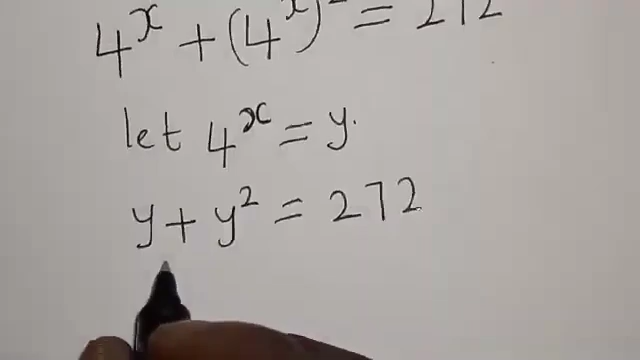 4^x + (4^x)^2 = 272
let 4^x = y.
y + y^2 = 272